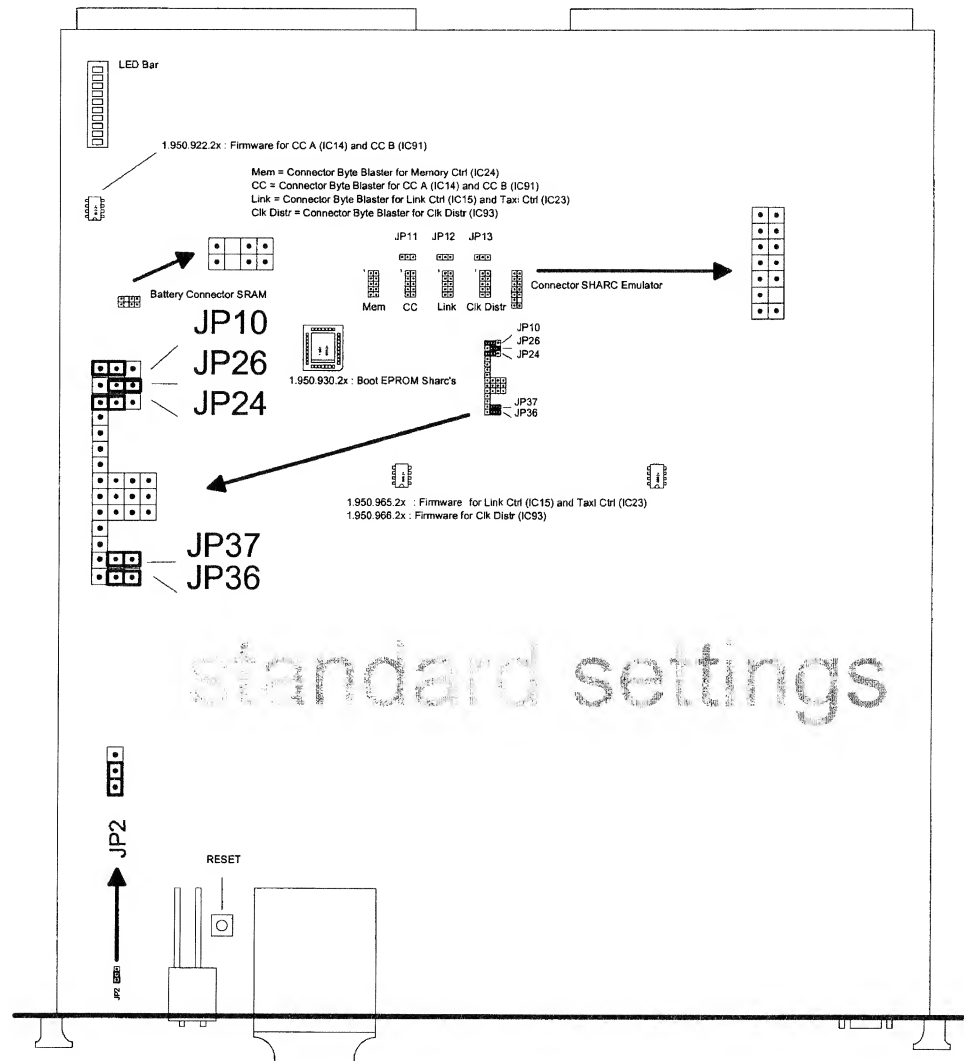 LED Bar
1.950.922.2x : Firmware for CC A (IC14) and CC B (IC91)
Mem = Connector Byte Blaster for Memory Ctrl (IC24)
CC = Connector Byte Blaster for CC A (IC14) and CC B (IC91)
Link = Connector Byte Blaster for Link Ctrl (IC15) and Taxi Ctrl (IC23)
Clk Distr = Connector Byte Blaster for Clk Distr (IC93)
JP11 JP12 JP13
Battery Connector SRAM
Connector SHARC Emulator
Mem CC Link Clk Distr
JP10
JP26
JP24
JP10
JP26
JP24
1.950.930.2x : Boot EPROM Sharc's
JP37
JP36
1.950.965.2x : Firmware for Link Ctrl (IC15) and Taxi Ctrl (IC23)
1.950.966.2x : Firmware for Clk Distr (IC93)
JP37
JP36
standard settings
JP2
RESET
JP2